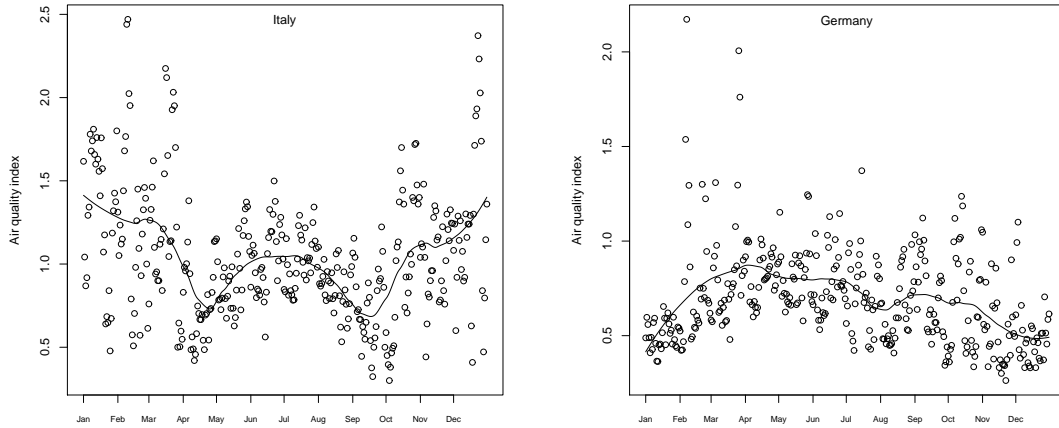 Italy
Air quality index
2.5
2.0
1.5
1.0
0.5
Jan Feb Mar Apr May Jun Jul Aug Sep Oct Nov Dec
Germany
Air quality index
2.0
1.5
1.0
0.5
Jan Feb Mar Apr May Jun Jul Aug Sep Oct Nov Dec